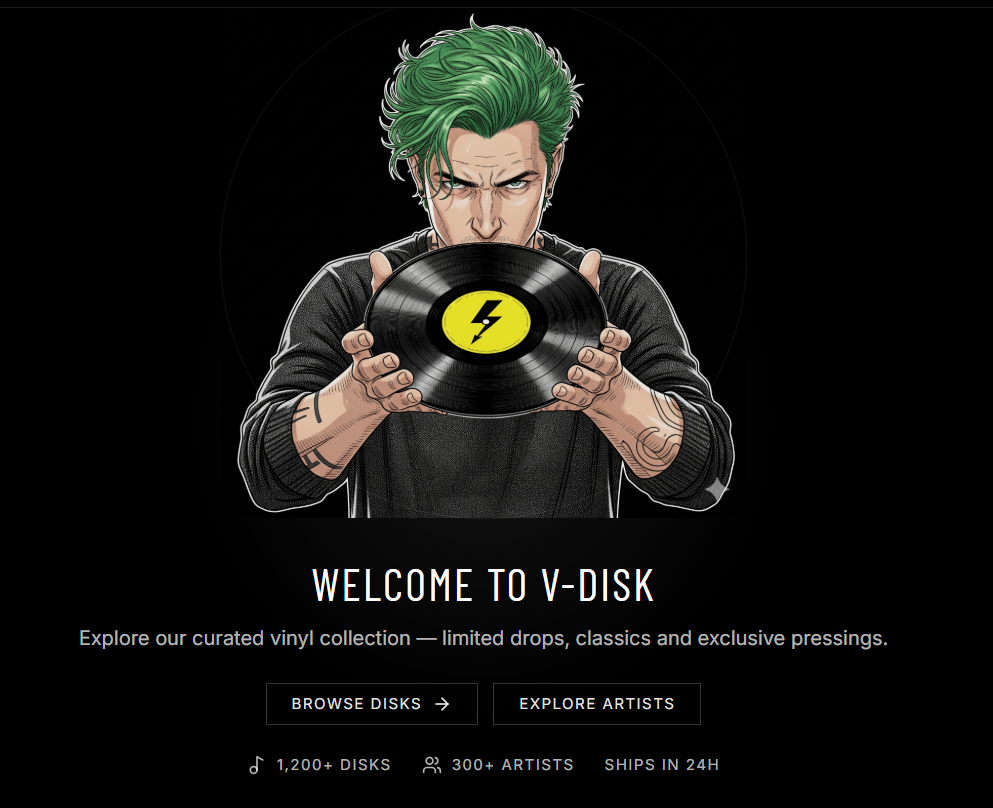 WELCOME TO V-DISK
Explore our curated vinyl collection — limited drops, classics and exclusive pressings.
BROWSE DISKS → EXPLORE ARTISTS
1,200+ DISKS 300+ ARTISTS SHIPS IN 24H